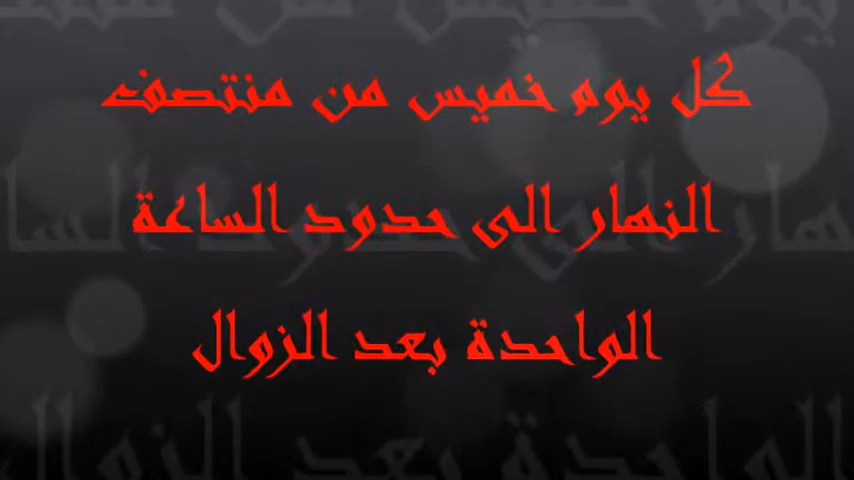 كل يوم خميس من منتصف
النهار الى حدود الساعة
الواحدة بعد الزوال